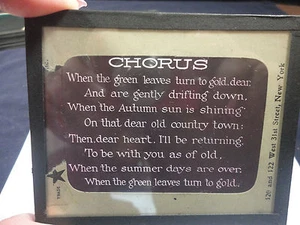 CHORUS
When the green leaves turn to gold, dear,
And are gently drifting down,
When the Autumn sun is shining
On that dear old country town:
Then, dear heart, I'll be returning,
To be with you as of old,
When the summer days are over,
When the green leaves turn to gold.
120 and 122 West 31st Street, New York